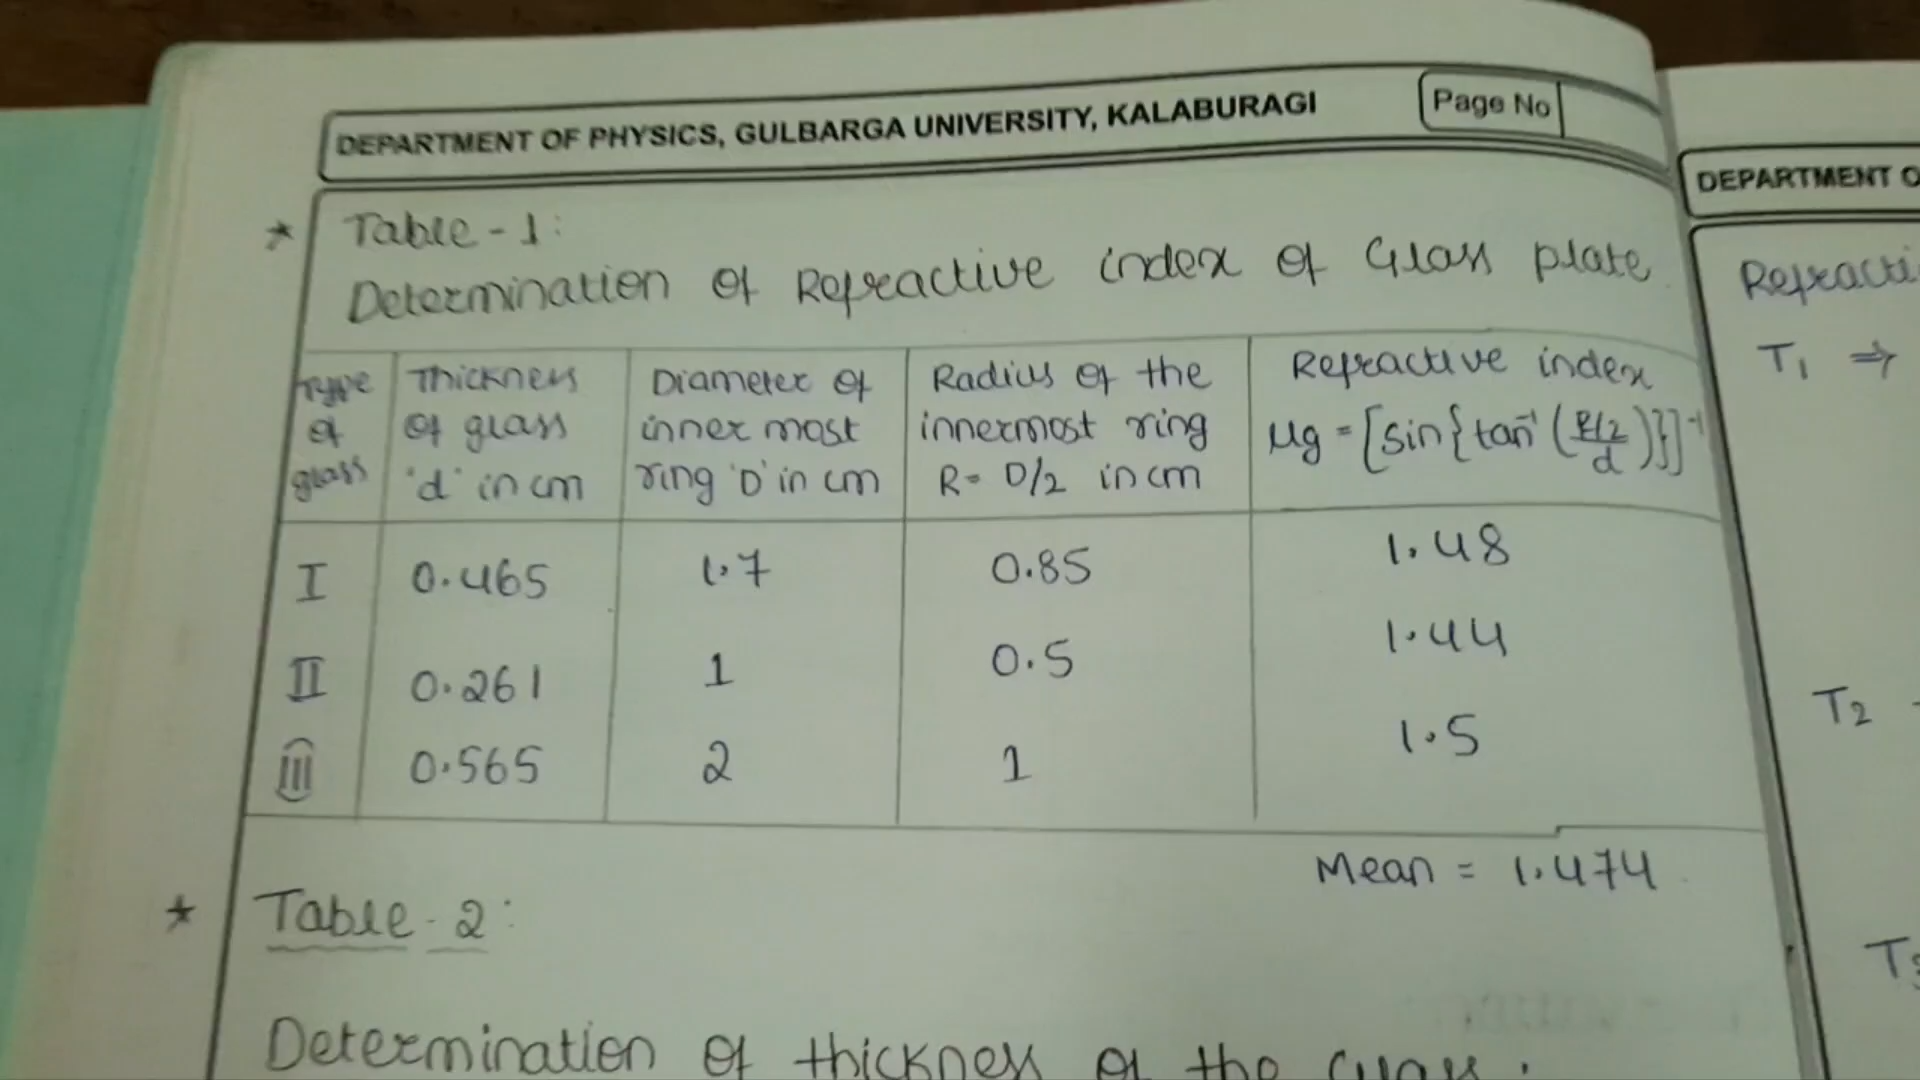 DEPARTMENT OF PHYSICS, GULBARGA UNIVERSITY, KALABURAGI
Page No
* Table - 1:
Determination of Refractive index of Glass plate
Type of glass
Thickness of glass 'd' in cm
Diameter of inner most ring 'D' in cm
Radius of the innermost ring R = D/2 in cm
Refractive index μg = [sin{tan⁻¹(R/2/d)}]⁻¹
I 0.465 1.7 0.85 1.48
II 0.261 1 0.5 1.44
III 0.565 2 1 1.5
Mean = 1.474
* Table - 2:
Determination of thickness of the
DEPARTMENT
T₁ ⇒
T₂